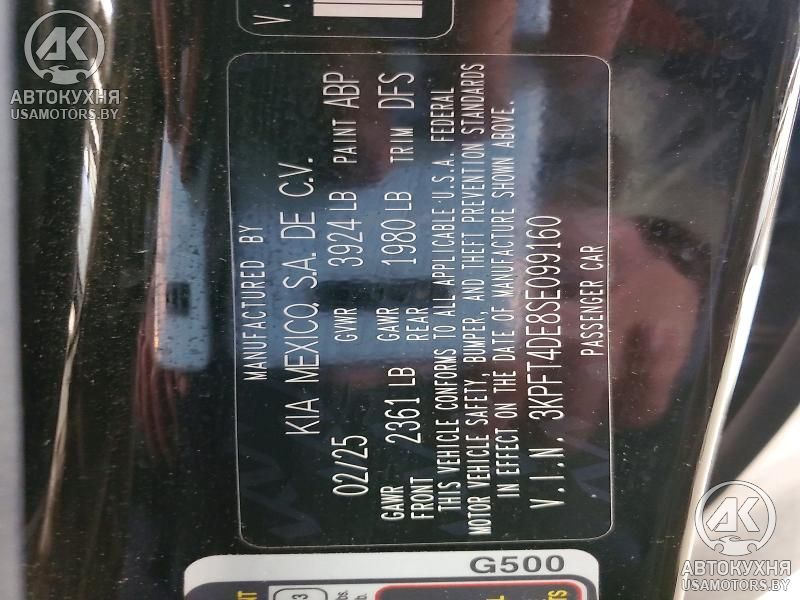 АВТОКУХНЯ
USAMOTORS.BY
V.
MANUFACTURED BY
KIA MEXICO, S.A. DE C.V.
02/25 GVWR 3924 LB PAINT ABP
GAWR FRONT 2361 LB GAWR REAR 1980 LB TRIM DFS
THIS VEHICLE CONFORMS TO ALL APPLICABLE U.S.A. FEDERAL
MOTOR VEHICLE SAFETY, BUMPER, AND THEFT PREVENTION STANDARDS
IN EFFECT ON THE DATE OF MANUFACTURE SHOWN ABOVE.
V.I.N. 3KPFT4DE8SE099160
PASSENGER CAR
G500
АВТОКУХНЯ
USAMOTORS.BY